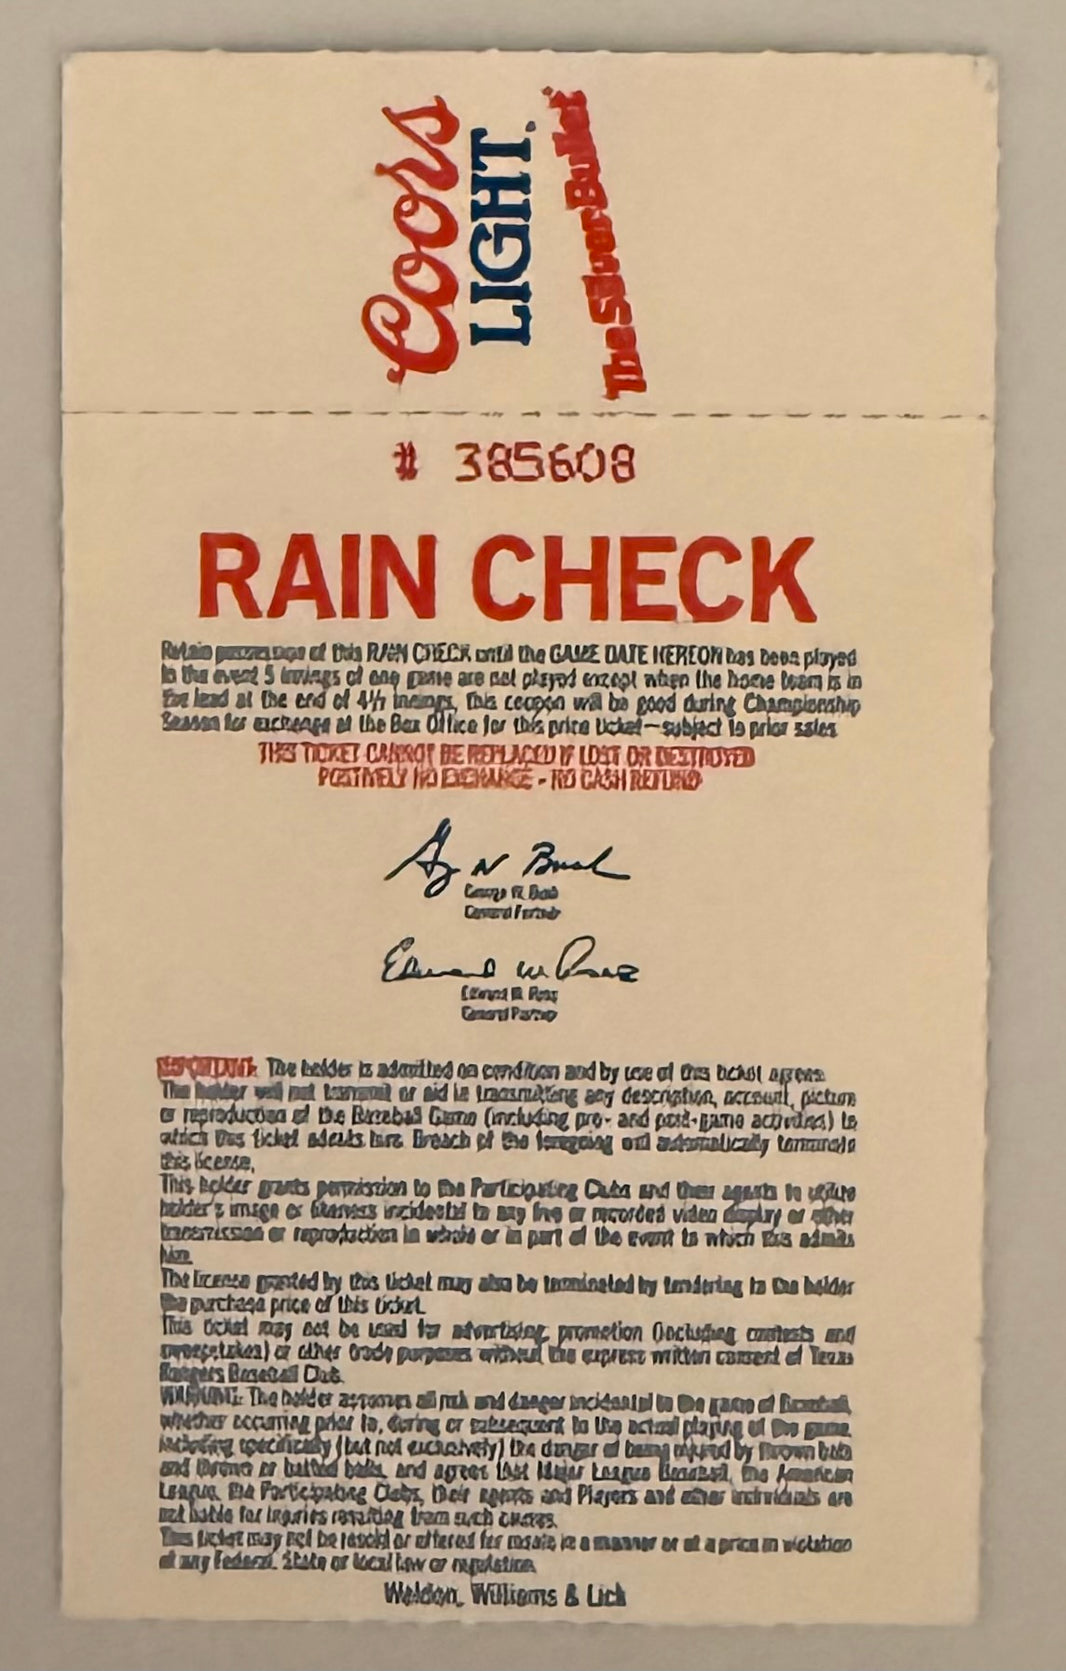 Coors
LIGHT.
The Silver Bullet
# 385608
RAIN CHECK
Retain possession of this RAIN CHECK until the GAME DATE HEREON has been played
In the event 5 innings of one game are not played except when the home team is in
the lead at the end of 4½ innings, this coupon will be good during Championship
Season for exchange at the Box Office for this price ticket—subject to prior sales
THIS TICKET CANNOT BE REPLACED IF LOST OR DESTROYED
POSITIVELY NO EXCHANGE - NO CASH REFUND
George W. Bush
General Partner
Edward W Rose
Edward W. Rose
General Partner
IMPORTANT: The holder is admitted on condition and by use of this ticket agrees
The holder will not transmit or aid in transmitting any description, account, picture
or reproduction of the Baseball Game (including pre- and post-game activities) to
which this ticket admits him. Breach of the foregoing will automatically terminate
this license.
This holder grants permission to the Participating Clubs and their agents to utilize
holder's image or likeness incidental to any live or recorded video display or other
transmission or reproduction in whole or in part of the event to which this admits
him.
The license granted by this ticket may also be terminated by tendering to the holder
the purchase price of this ticket.
This ticket may not be used for advertising, promotion (including contests and
sweepstakes) or other trade purposes without the express written consent of Texas
Rangers Baseball Club.
WARNING: The holder assumes all risk and danger incidental to the game of Baseball,
whether occurring prior to, during or subsequent to the actual playing of the game,
including specifically (but not exclusively) the danger of being injured by thrown bats
and thrown or batted balls, and agrees that Major League Baseball, the American
League, the Participating Clubs, their agents and Players and other individuals are
not liable for injuries resulting from such causes.
This ticket may not be resold or offered for resale in a manner or at a price in violation
of any Federal, State or local law or regulation.
Weldon, Williams & Lick